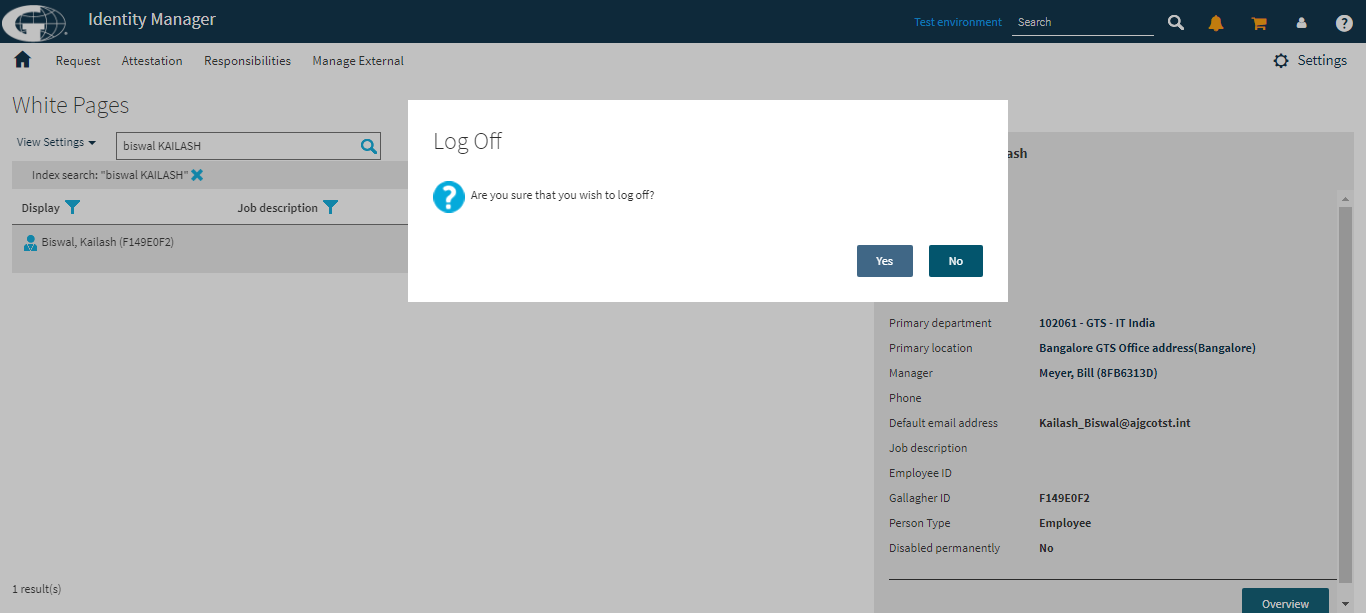 Identity Manager
Test environment
Search
Request
Attestation
Responsibilities
Manage External
Settings
White Pages
View Settings
biswal KAILASH
Index search: "biswal KAILASH"
Display
Job description
Biswal, Kailash (F149E0F2)
1 result(s)
Log Off
Are you sure that you wish to log off?
Yes
No
ash
Primary department 102061 - GTS - IT India
Primary location Bangalore GTS Office address(Bangalore)
Manager Meyer, Bill (8FB6313D)
Phone
Default email address Kailash_Biswal@ajgcotst.int
Job description
Employee ID
Gallagher ID F149E0F2
Person Type Employee
Disabled permanently No
Overview